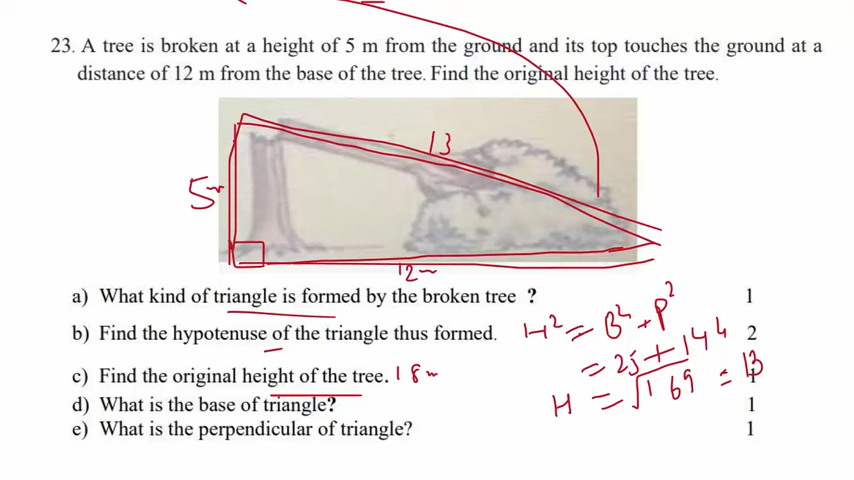 23. A tree is broken at a height of 5 m from the ground and its top touches the ground at a
distance of 12 m from the base of the tree. Find the original height of the tree.
13
5m
12m
a) What kind of triangle is formed by the broken tree ? 1
b) Find the hypotenuse of the triangle thus formed. H² = B² + P² 2
= 25 + 144
c) Find the original height of the tree. 18m
H = √169 = 13
d) What is the base of triangle? 1
e) What is the perpendicular of triangle? 1